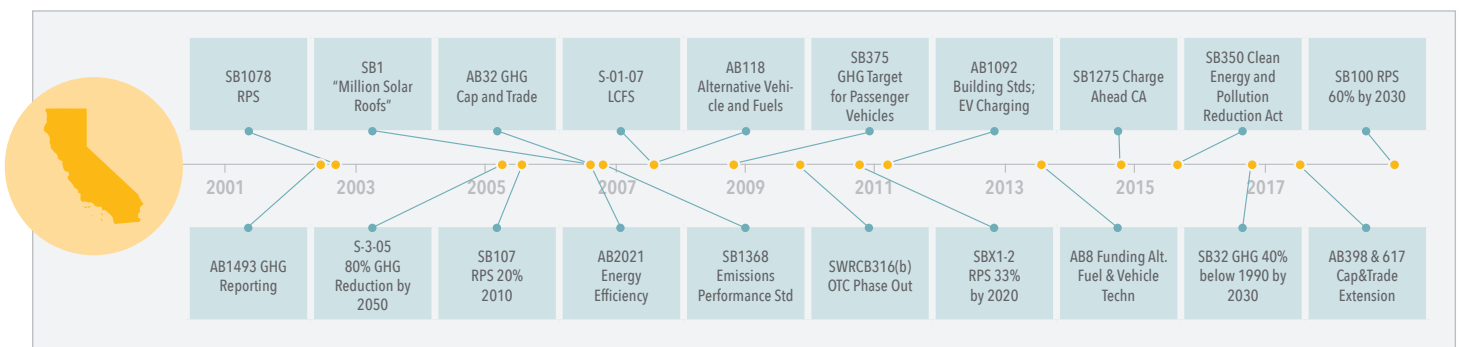 SB1078
RPS
SB1
“Million Solar
Roofs”
AB32 GHG
Cap and Trade
S-01-07
LCFS
AB118
Alternative Vehi-
cle and Fuels
SB375
GHG Target
for Passenger
Vehicles
AB1092
Building Stds;
EV Charging
SB1275 Charge
Ahead CA
SB350 Clean
Energy and
Pollution
Reduction Act
SB100 RPS
60% by 2030
2001
2003
2005
2007
2009
2011
2013
2015
2017
AB1493 GHG
Reporting
S-3-05
80% GHG
Reduction by
2050
SB107
RPS 20%
2010
AB2021
Energy
Efficiency
SB1368
Emissions
Performance Std
SWRCB316(b)
OTC Phase Out
SBX1-2
RPS 33%
by 2020
AB8 Funding Alt.
Fuel & Vehicle
Techn
SB32 GHG 40%
below 1990 by
2030
AB398 & 617
Cap&Trade
Extension